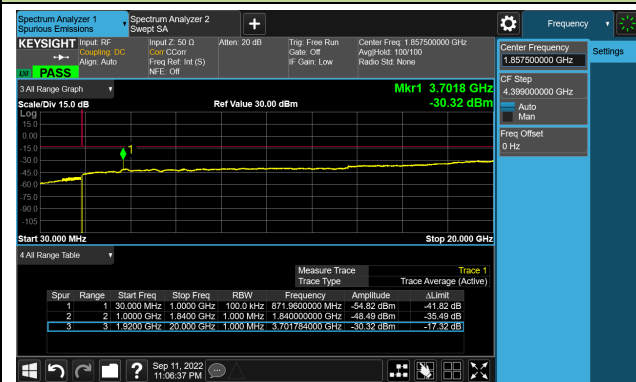 Spectrum Analyzer 1
Spurious Emissions
Spectrum Analyzer 2
Swept SA
Frequency
KEYSIGHT
Input: RF
Coupling: DC
Align: Auto
Input Z: 50 Ω
Corr CCorr
Freq Ref: Int (S)
NFE: Off
Atten: 20 dB
Trig: Free Run
Gate: Off
IF Gain: Low
Center Freq: 1.857500000 GHz
Avg|Hold: 100/100
Radio Std: None
PASS
Center Frequency
1.857500000 GHz
Settings
CF Step
4.399000000 GHz
Auto
Man
Freq Offset
0 Hz
3 All Range Graph
Mkr1 3.7018 GHz
Scale/Div 15.0 dB
Ref Value 30.00 dBm
-30.32 dBm
Log
15.0
0.00
-15.0
-30.0
-45.0
-60.0
-75.0
-90.0
-105
1
Start 30.000 MHz
Stop 20.000 GHz
4 All Range Table
Measure Trace Trace 1
Trace Type Trace Average (Active)
Spur Range Start Freq Stop Freq RBW Frequency Amplitude ΔLimit
1 1 30.000 MHz 1.0000 GHz 100.0 kHz 871.9600000 MHz -54.82 dBm -41.82 dB
2 2 1.0000 GHz 1.8400 GHz 1.000 MHz 1.840000000 GHz -48.49 dBm -35.49 dB
3 3 1.9200 GHz 20.000 GHz 1.000 MHz 3.701784000 GHz -30.32 dBm -17.32 dB
Sep 11, 2022
11:06:37 PM